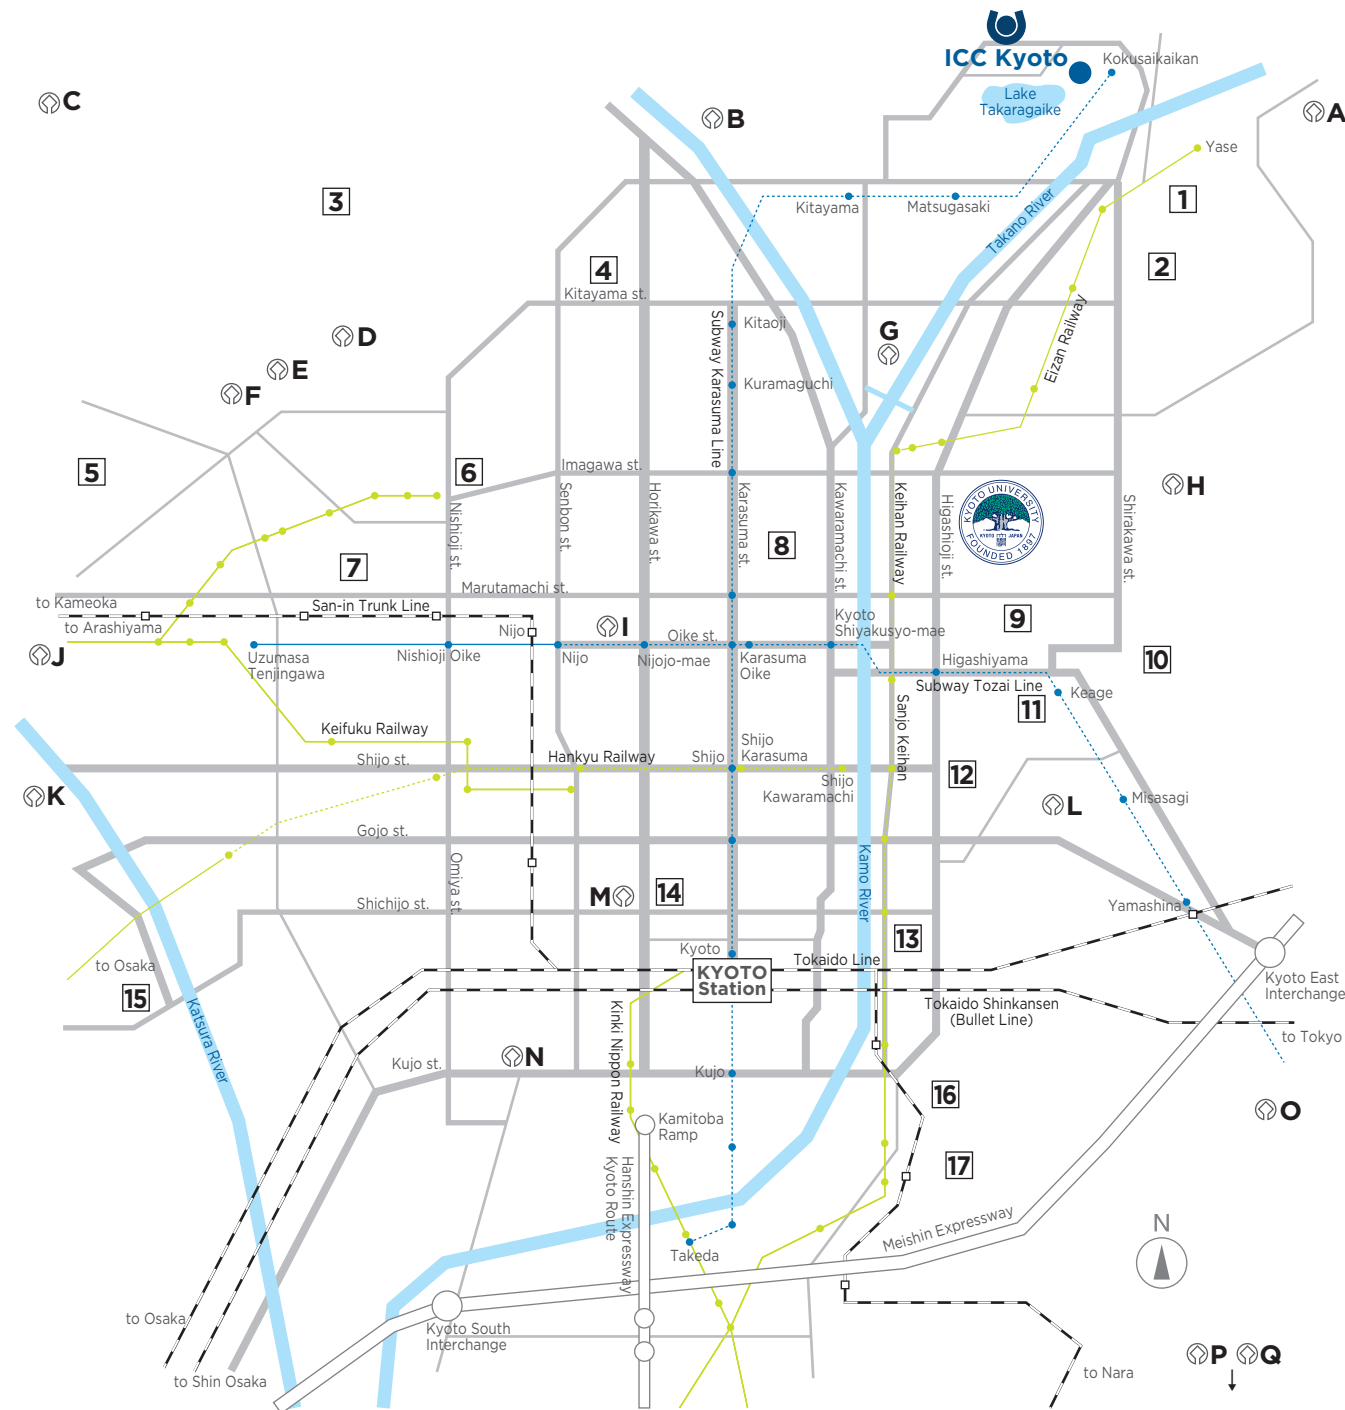 ICC Kyoto
Kokusaikaikan
Lake
Takaragaike
C
B
A
Yase
3
1
Kitayama
Matsugasaki
Takano River
4
2
Kitayama st.
Subway Karasuma Line
Kitaoji
D
G
Eizan Railway
E
Kuramaguchi
F
5
6
Imagawa st.
H
Nishioji st.
Senbon st.
Horikawa st.
Karasuma st.
Kawaramachi st.
Keihan Railway
Higashioji st.
Shirakawa st.
KYOTO UNIVERSITY
KYOTO JAPAN
FOUNDED 1897
8
7
Marutamachi st.
to Kameoka
San-in Trunk Line
to Arashiyama
9
Kyoto
Shiyakusyo-mae
Nijo
I
Oike st.
J
Uzumasa
Tenjingawa
Nishioji Oike
Nijo
Nijojo-mae
Karasuma
Oike
Higashiyama
10
Subway Tozai Line
Keage
11
Sanjo Keihan
Keifuku Railway
Shijo st.
Hankyu Railway
Shijo
Shijo
Karasuma
Shijo
Kawaramachi
12
K
L
Misasagi
Gojo st.
Omiya st.
Kamo River
M
14
Shichijo st.
Yamashina
13
Kyoto
Tokaido Line
to Osaka
KYOTO
Station
Kyoto East
Interchange
15
Tokaido Shinkansen
(Bullet Line)
to Tokyo
Katsura River
Kinki Nippon Railway
Kujo st.
N
Kujo
16
O
Kamitoba
Ramp
17
Hanshin Expressway
Kyoto Route
Meishin Expressway
N
Takeda
to Osaka
Kyoto South
Interchange
to Shin Osaka
to Nara
P
Q